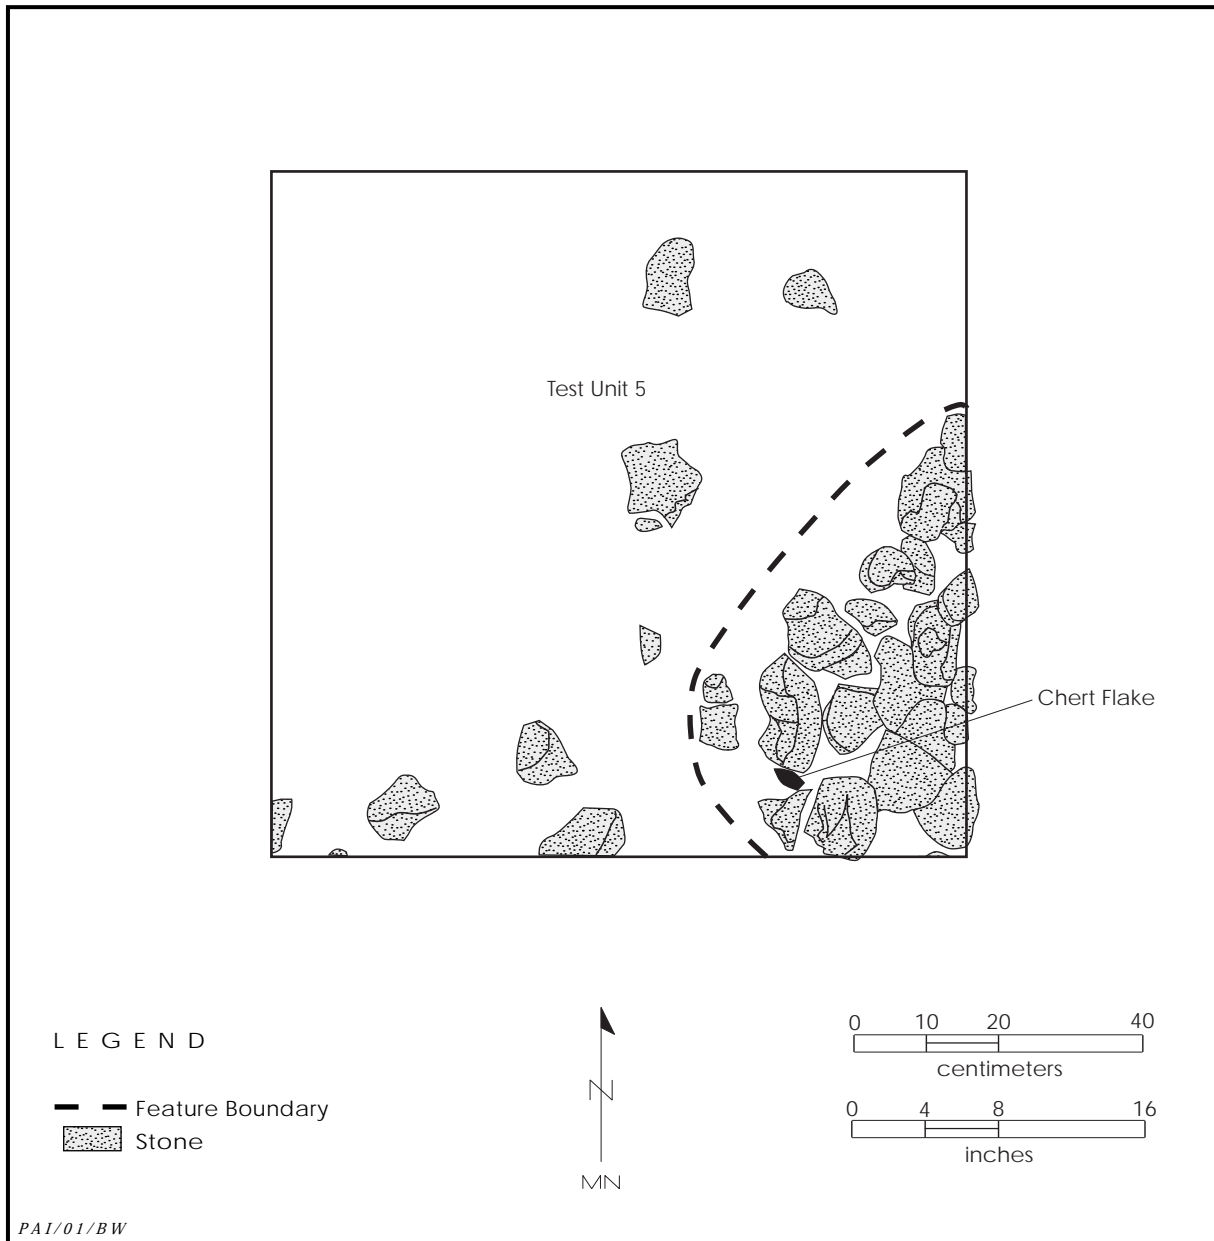 Test Unit 5
Chert Flake
LEGEND
Feature Boundary
Stone
N
MN
0 10 20 40
centimeters
0 4 8 16
inches
PAI/01/BW